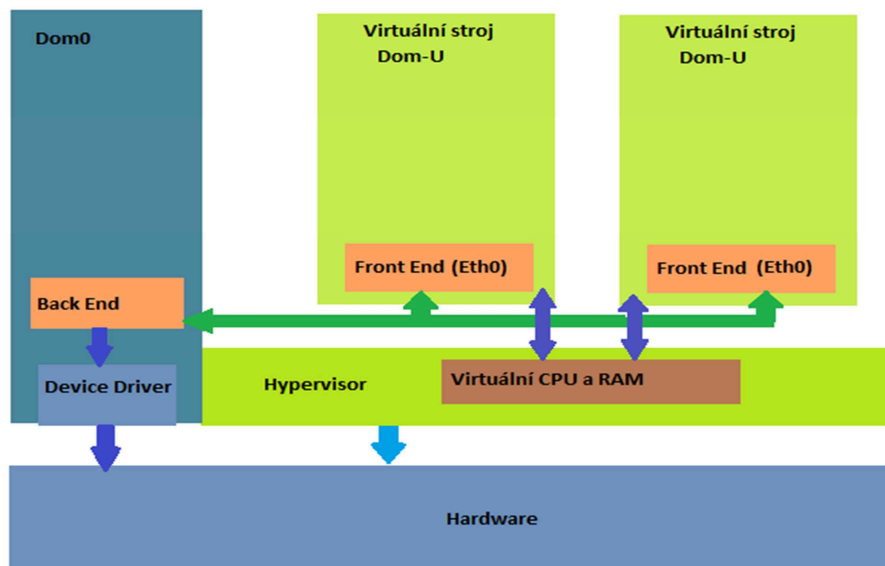 Dom0
Virtuální stroj
Dom-U
Virtuální stroj
Dom-U
Front End (Eth0)
Front End (Eth0)
Back End
Device Driver
Hypervisor
Virtuální CPU a RAM
Hardware